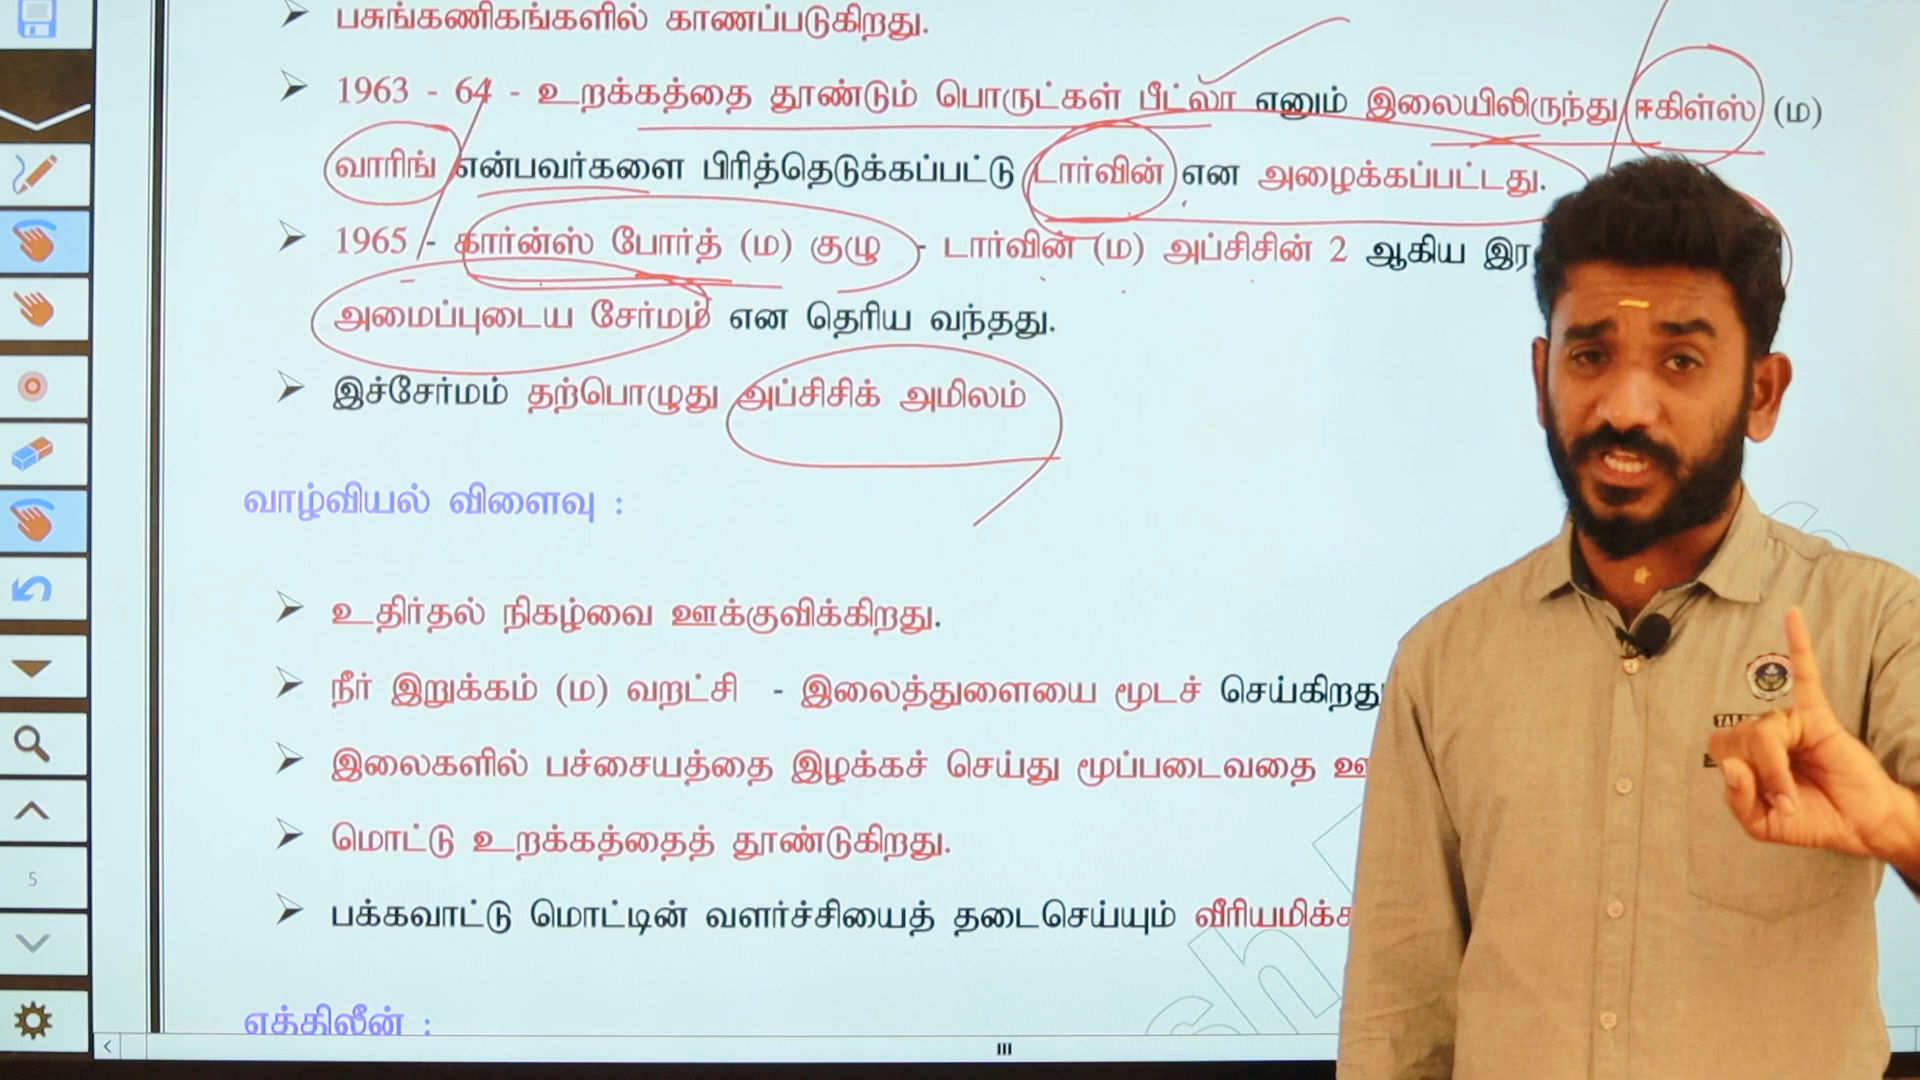 பசுங்கணிகங்களில் காணப்படுகிறது.
➤ 1963 - 64 - உறக்கத்தை தூண்டும் பொருட்கள் பீட்லா எனும் இலையிலிருந்து ஈகிள்ஸ் (ம)
வாரிங் என்பவர்களை பிரித்தெடுக்கப்பட்டு டார்வின் என அழைக்கப்பட்டது.
➤ 1965 - கார்ன்ஸ் போர்த் (ம) குழு - டார்வின் (ம) அப்சிசின் 2 ஆகிய
அமைப்புடைய சேர்மம் என தெரிய வந்தது.
➤ இச்சேர்மம் தற்பொழுது அப்சிசிக் அமிலம்
வாழ்வியல் விளைவு :
➤ உதிர்தல் நிகழ்வை ஊக்குவிக்கிறது.
➤ நீர் இறுக்கம் (ம) வறட்சி - இலைத்துளையை மூடச் செய்கிறது
➤ இலைகளில் பச்சையத்தை இழக்கச் செய்து மூப்படைவதை
➤ மொட்டு உறக்கத்தைத் தூண்டுகிறது.
➤ பக்கவாட்டு மொட்டின் வளர்ச்சியைத் தடைசெய்யும்
எக்திலீன் :
5